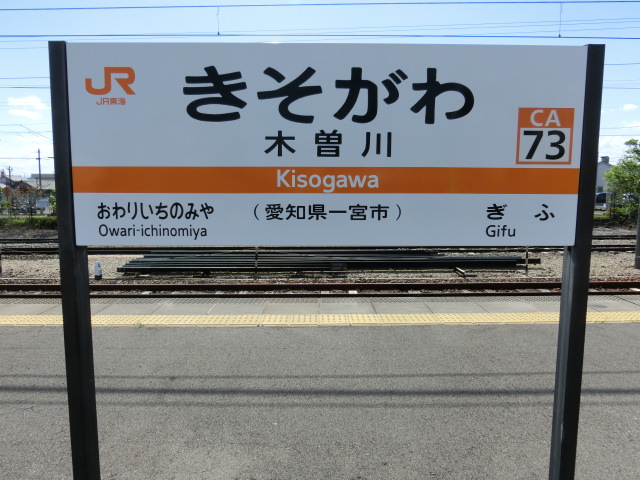 JR
JR東海
きそがわ
木曽川
CA
73
Kisogawa
おわりいちのみや
(愛知県一宮市)
ぎふ
Owari-ichinomiya
Gifu